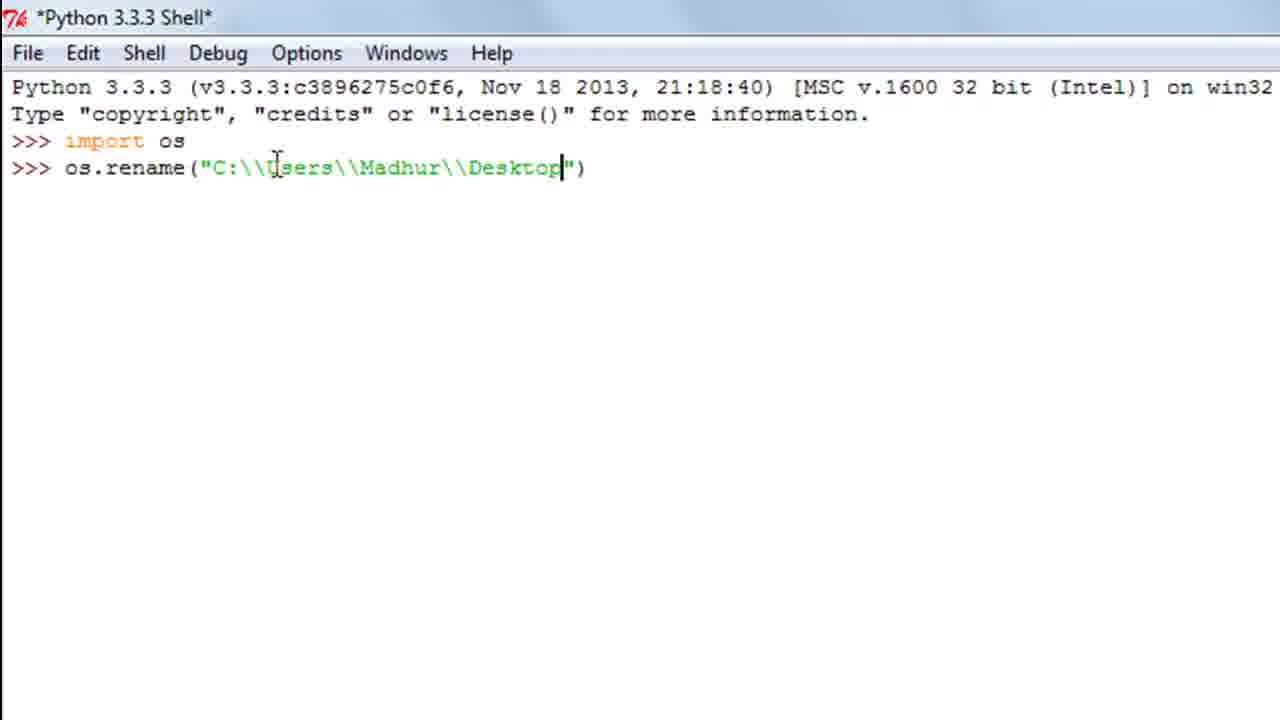 *Python 3.3.3 Shell*
File Edit Shell Debug Options Windows Help
Python 3.3.3 (v3.3.3:c3896275c0f6, Nov 18 2013, 21:18:40) [MSC v.1600 32 bit (Intel)] on win32
Type "copyright", "credits" or "license()" for more information.
>>> import os
>>> os.rename("C:\\Users\\Madhur\\Desktop")